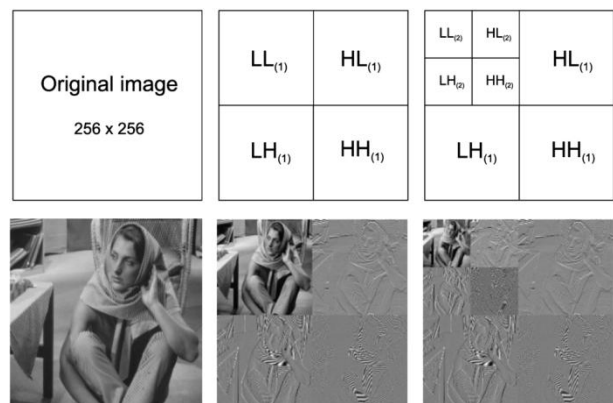 Original image
256 x 256
LL(1) HL(1)
LH(1) HH(1)
LL(2) HL(2)
LH(2) HH(2)
HL(1)
LH(1) HH(1)